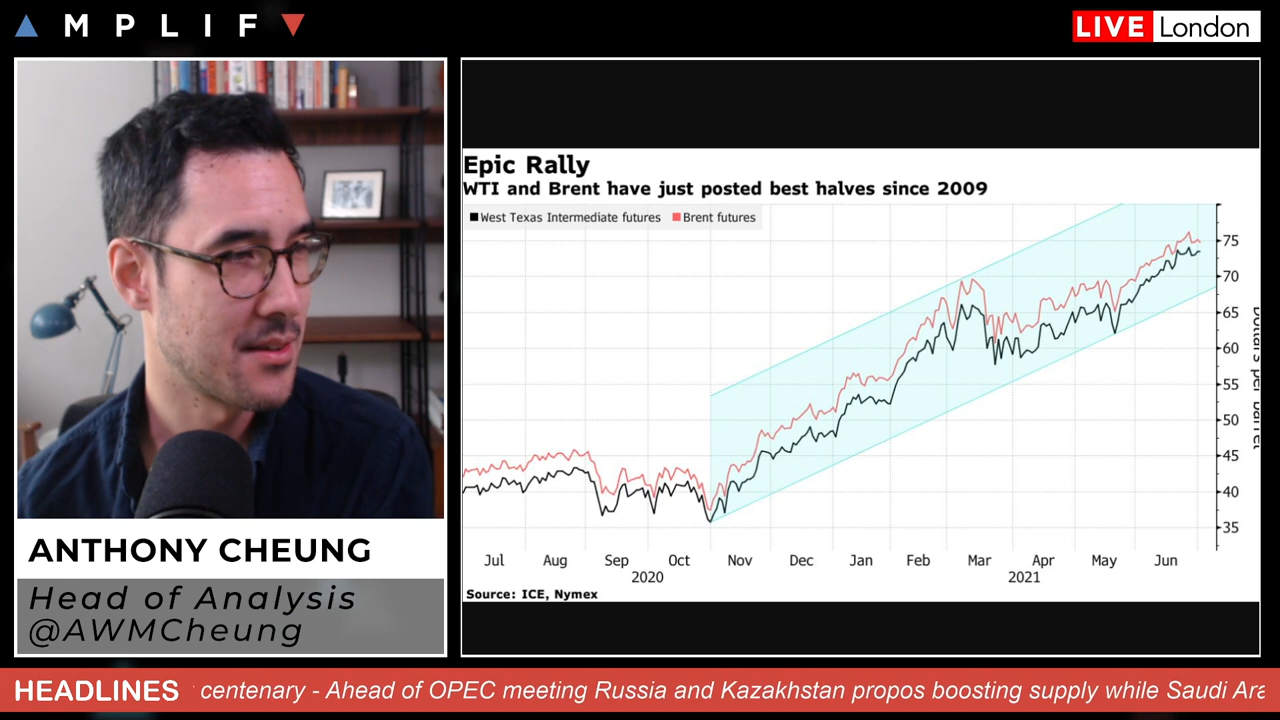 ▲ M P L I F ▼
LIVE London
Epic Rally
WTI and Brent have just posted best halves since 2009
West Texas Intermediate futures Brent futures
75
70
65
60
55
50
45
40
35
Dollars per barrel
Jul Aug Sep Oct Nov Dec Jan Feb Mar Apr May Jun
2020 2021
Source: ICE, Nymex
ANTHONY CHEUNG
Head of Analysis
@AWMCheung
HEADLINES centenary - Ahead of OPEC meeting Russia and Kazakhstan propos boosting supply while Saudi Ara